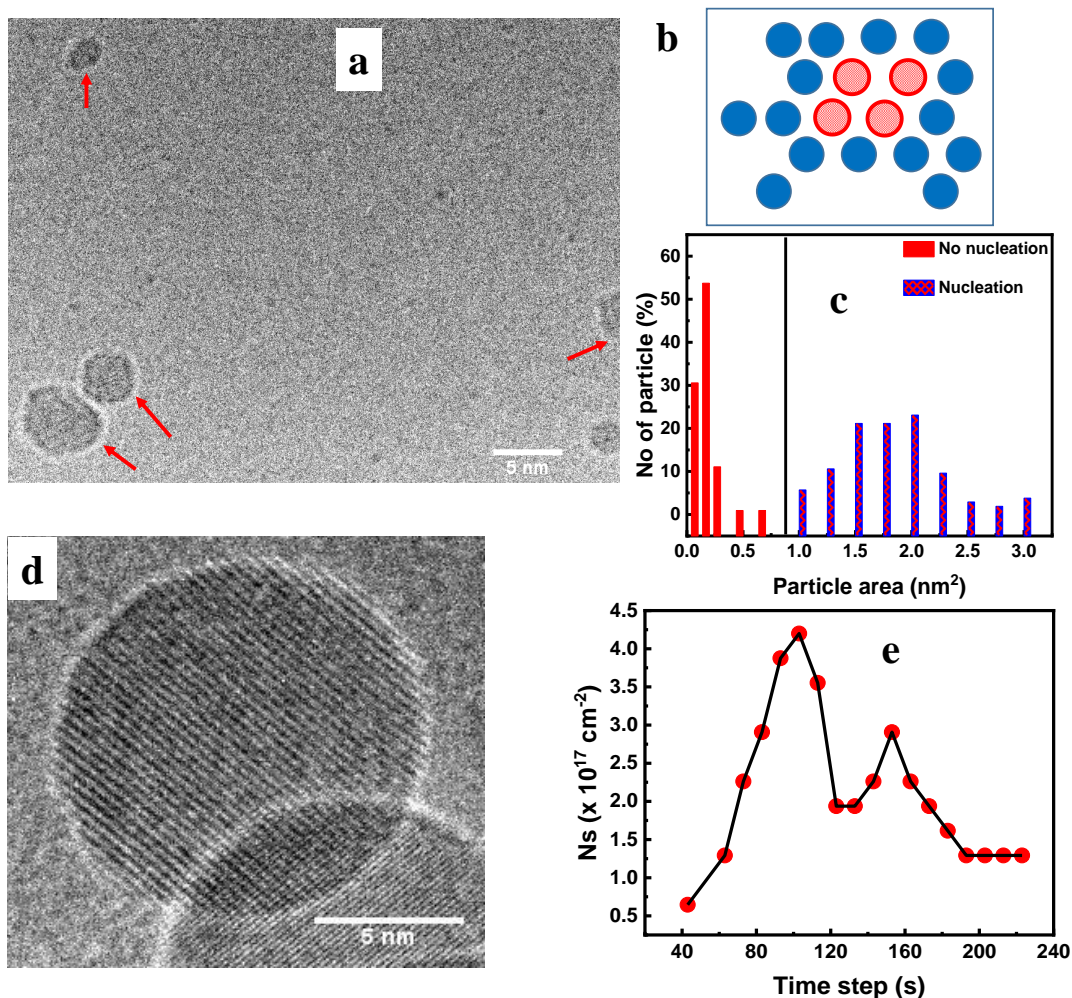 a
5 nm
b
c
No nucleation
Nucleation
60
50
40
30
20
10
0
No of particle (%)
0.0 0.5 1.0 1.5 2.0 2.5 3.0
Particle area (nm²)
d
5 nm
e
4.5
4.0
3.5
3.0
2.5
2.0
1.5
1.0
0.5
Ns (x 10¹⁷ cm⁻²)
40 80 120 160 200 240
Time step (s)